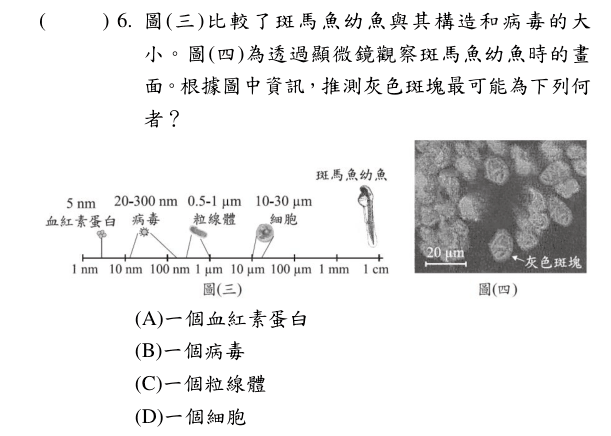 (　　) 6. 圖(三)比較了斑馬魚幼魚與其構造和病毒的大
小。圖(四)為透過顯微鏡觀察斑馬魚幼魚時的畫
面。根據圖中資訊，推測灰色斑塊最可能為下列何
者？
斑馬魚幼魚
5 nm 20-300 nm 0.5-1 µm 10-30 µm
血紅素蛋白 病毒 粒線體 細胞
1 nm 10 nm 100 nm 1 µm 10 µm 100 µm 1 mm 1 cm
圖(三)
20 µm
灰色斑塊
圖(四)
(A)一個血紅素蛋白
(B)一個病毒
(C)一個粒線體
(D)一個細胞